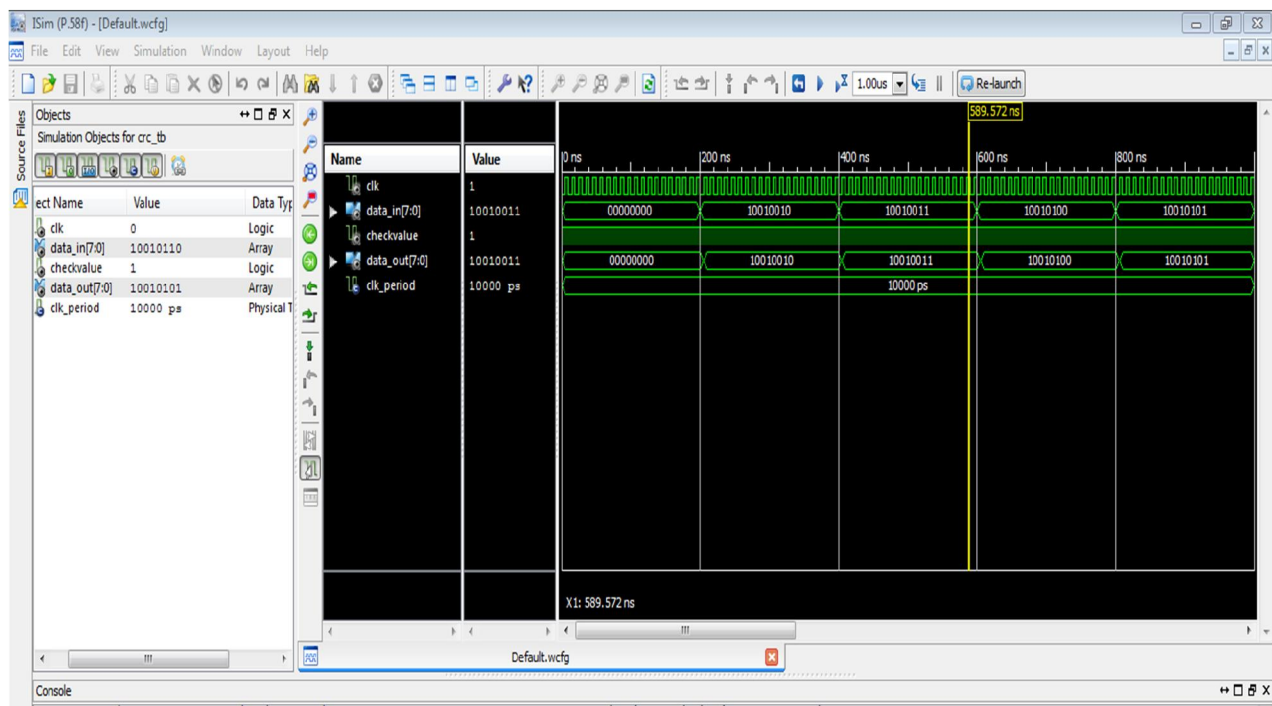 ISim (P.58f) - [Default.wcfg]
File Edit View Simulation Window Layout Help
1.00us Re-launch
Source Files
Objects
Simulation Objects for crc_tb
ect Name Value Data Typ
clk 0 Logic
data_in[7:0] 10010110 Array
checkvalue 1 Logic
data_out[7:0] 10010101 Array
clk_period 10000 ps Physical T
589.572 ns
Name Value 0 ns 200 ns 400 ns 600 ns 800 ns
clk 1
data_in[7:0] 10010011 00000000 10010010 10010011 10010100 10010101
checkvalue 1
data_out[7:0] 10010011 00000000 10010010 10010011 10010100 10010101
clk_period 10000 ps 10000 ps
X1: 589.572 ns
Default.wcfg
Console